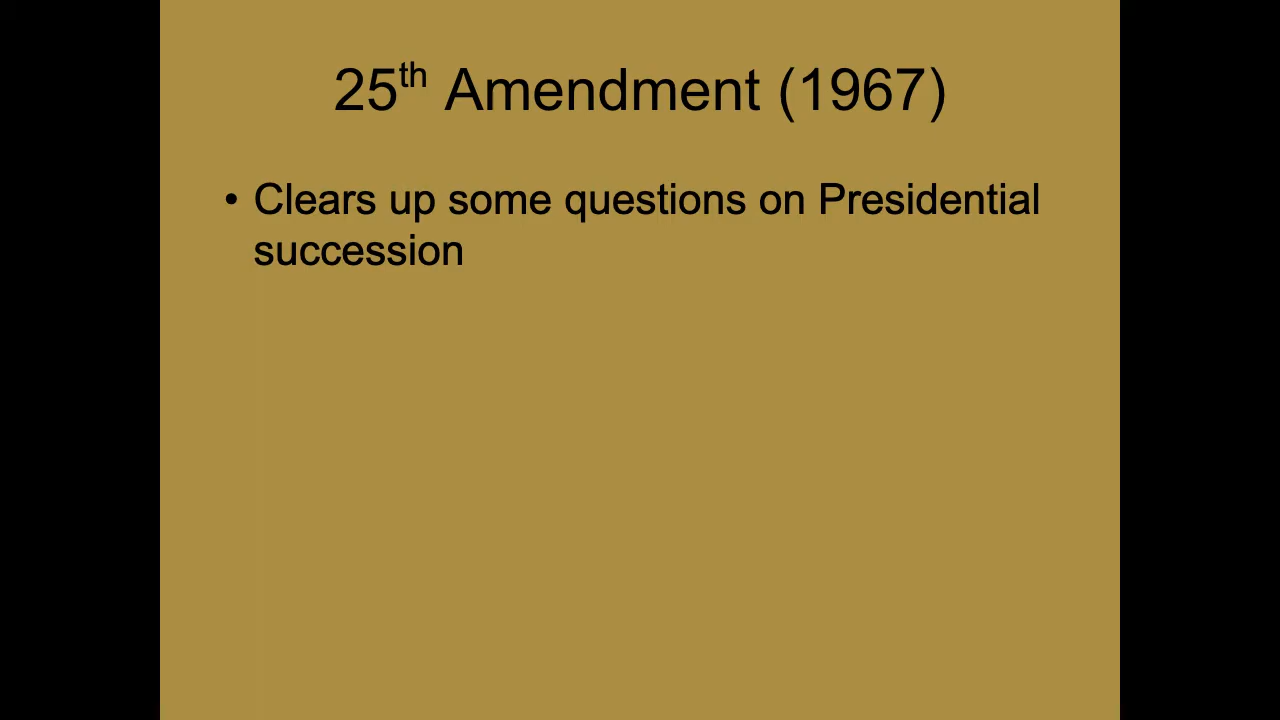 25th Amendment (1967)
• Clears up some questions on Presidential
succession